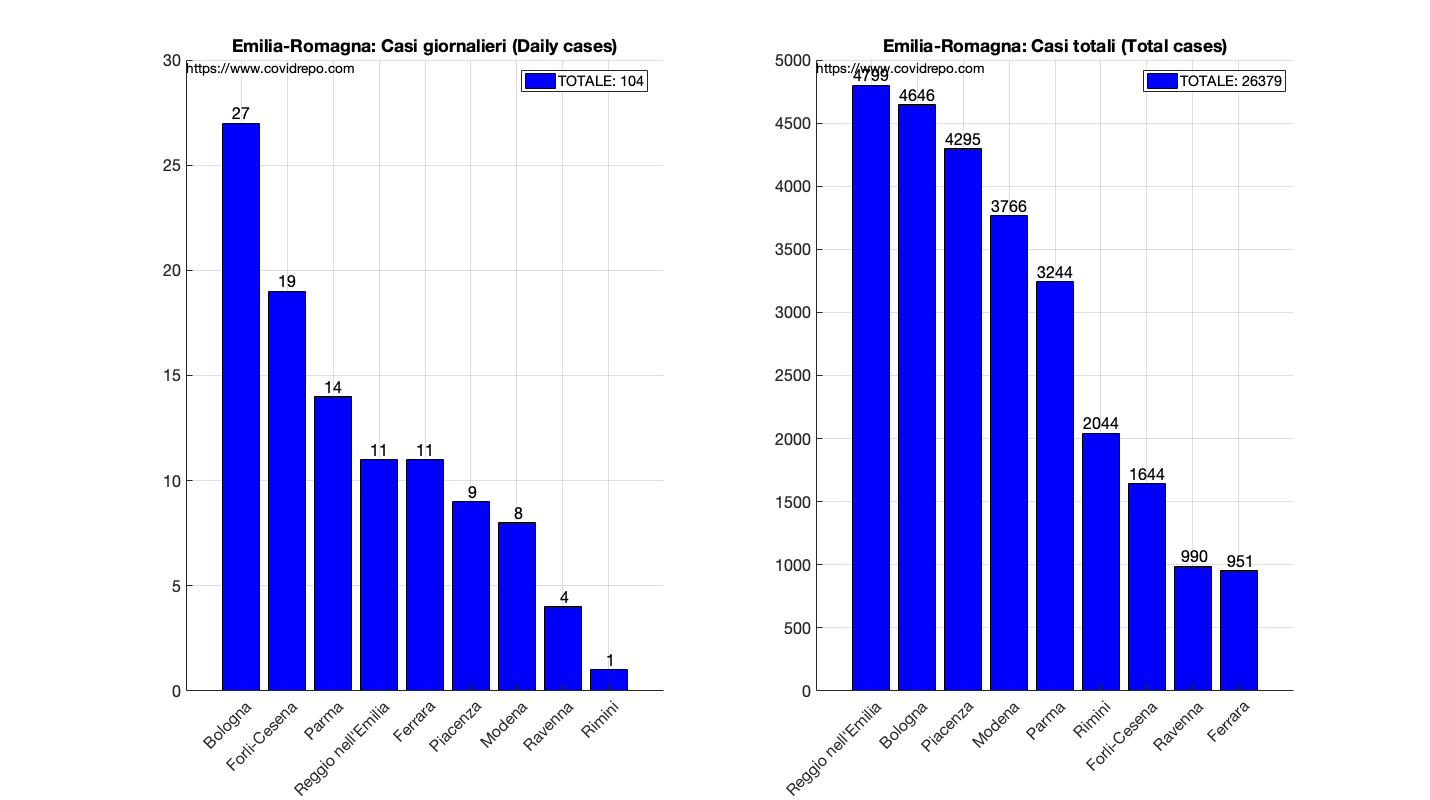 Emilia-Romagna: Casi giornalieri (Daily cases)
https://www.covidrepo.com
TOTALE: 104
30
25
20
15
10
5
0
27
19
14
11
11
9
8
4
1
Bologna
Forlì-Cesena
Parma
Reggio nell'Emilia
Ferrara
Piacenza
Modena
Ravenna
Rimini
Emilia-Romagna: Casi totali (Total cases)
https://www.covidrepo.com
TOTALE: 26379
5000
4500
4000
3500
3000
2500
2000
1500
1000
500
0
4799
4646
4295
3766
3244
2044
1644
990
951
Reggio nell'Emilia
Bologna
Piacenza
Modena
Parma
Rimini
Forlì-Cesena
Ravenna
Ferrara